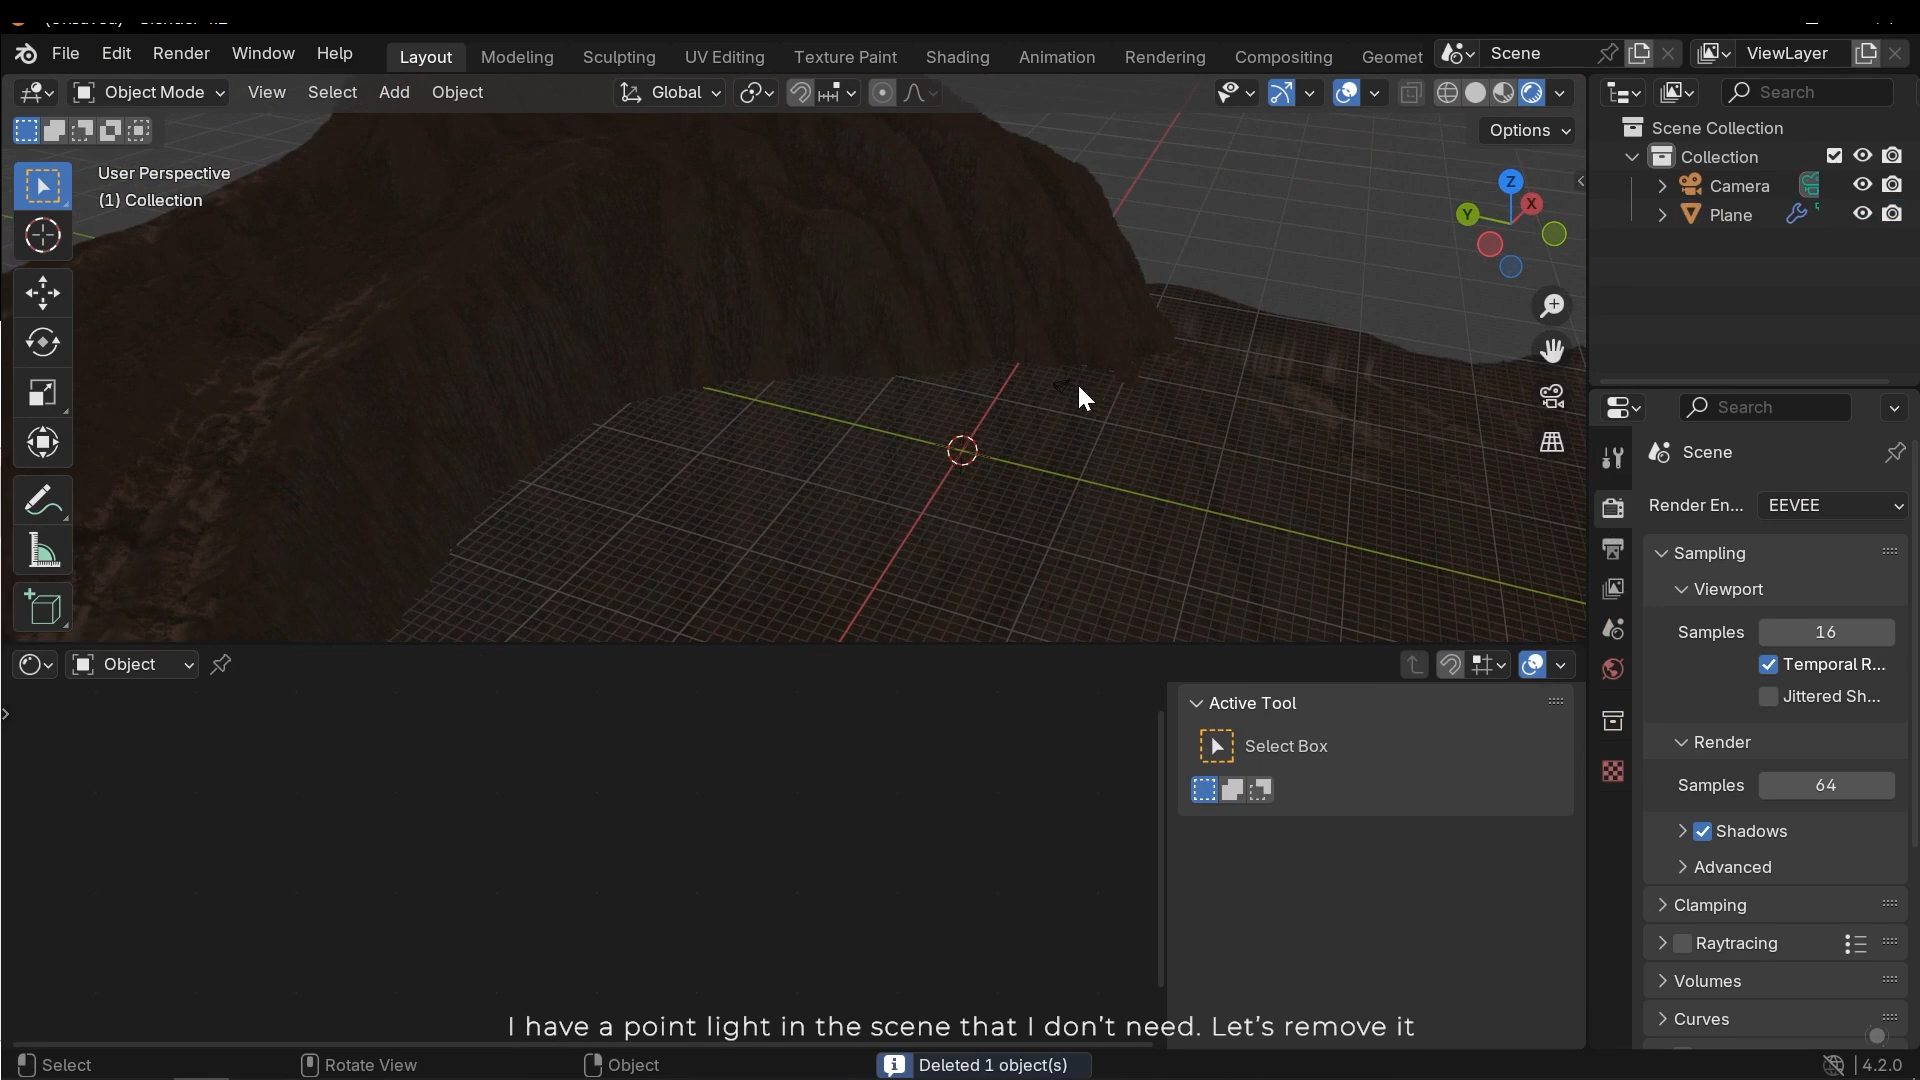 File Edit Render Window Help
Layout Modeling Sculpting UV Editing Texture Paint Shading Animation Rendering Compositing Geomet
Scene
ViewLayer
Object Mode View Select Add Object
Global
Search
Options
User Perspective
(1) Collection
Z
X
Y
Scene Collection
Collection
Camera
Plane
Search
Scene
Render En... EEVEE
Sampling
Viewport
Samples 16
Temporal R...
Jittered Sh...
Render
Samples 64
Shadows
Advanced
Clamping
Raytracing
Volumes
Curves
Object
Active Tool
Select Box
I have a point light in the scene that I don't need. Let's remove it
Select Rotate View Object Deleted 1 object(s) 4.2.0